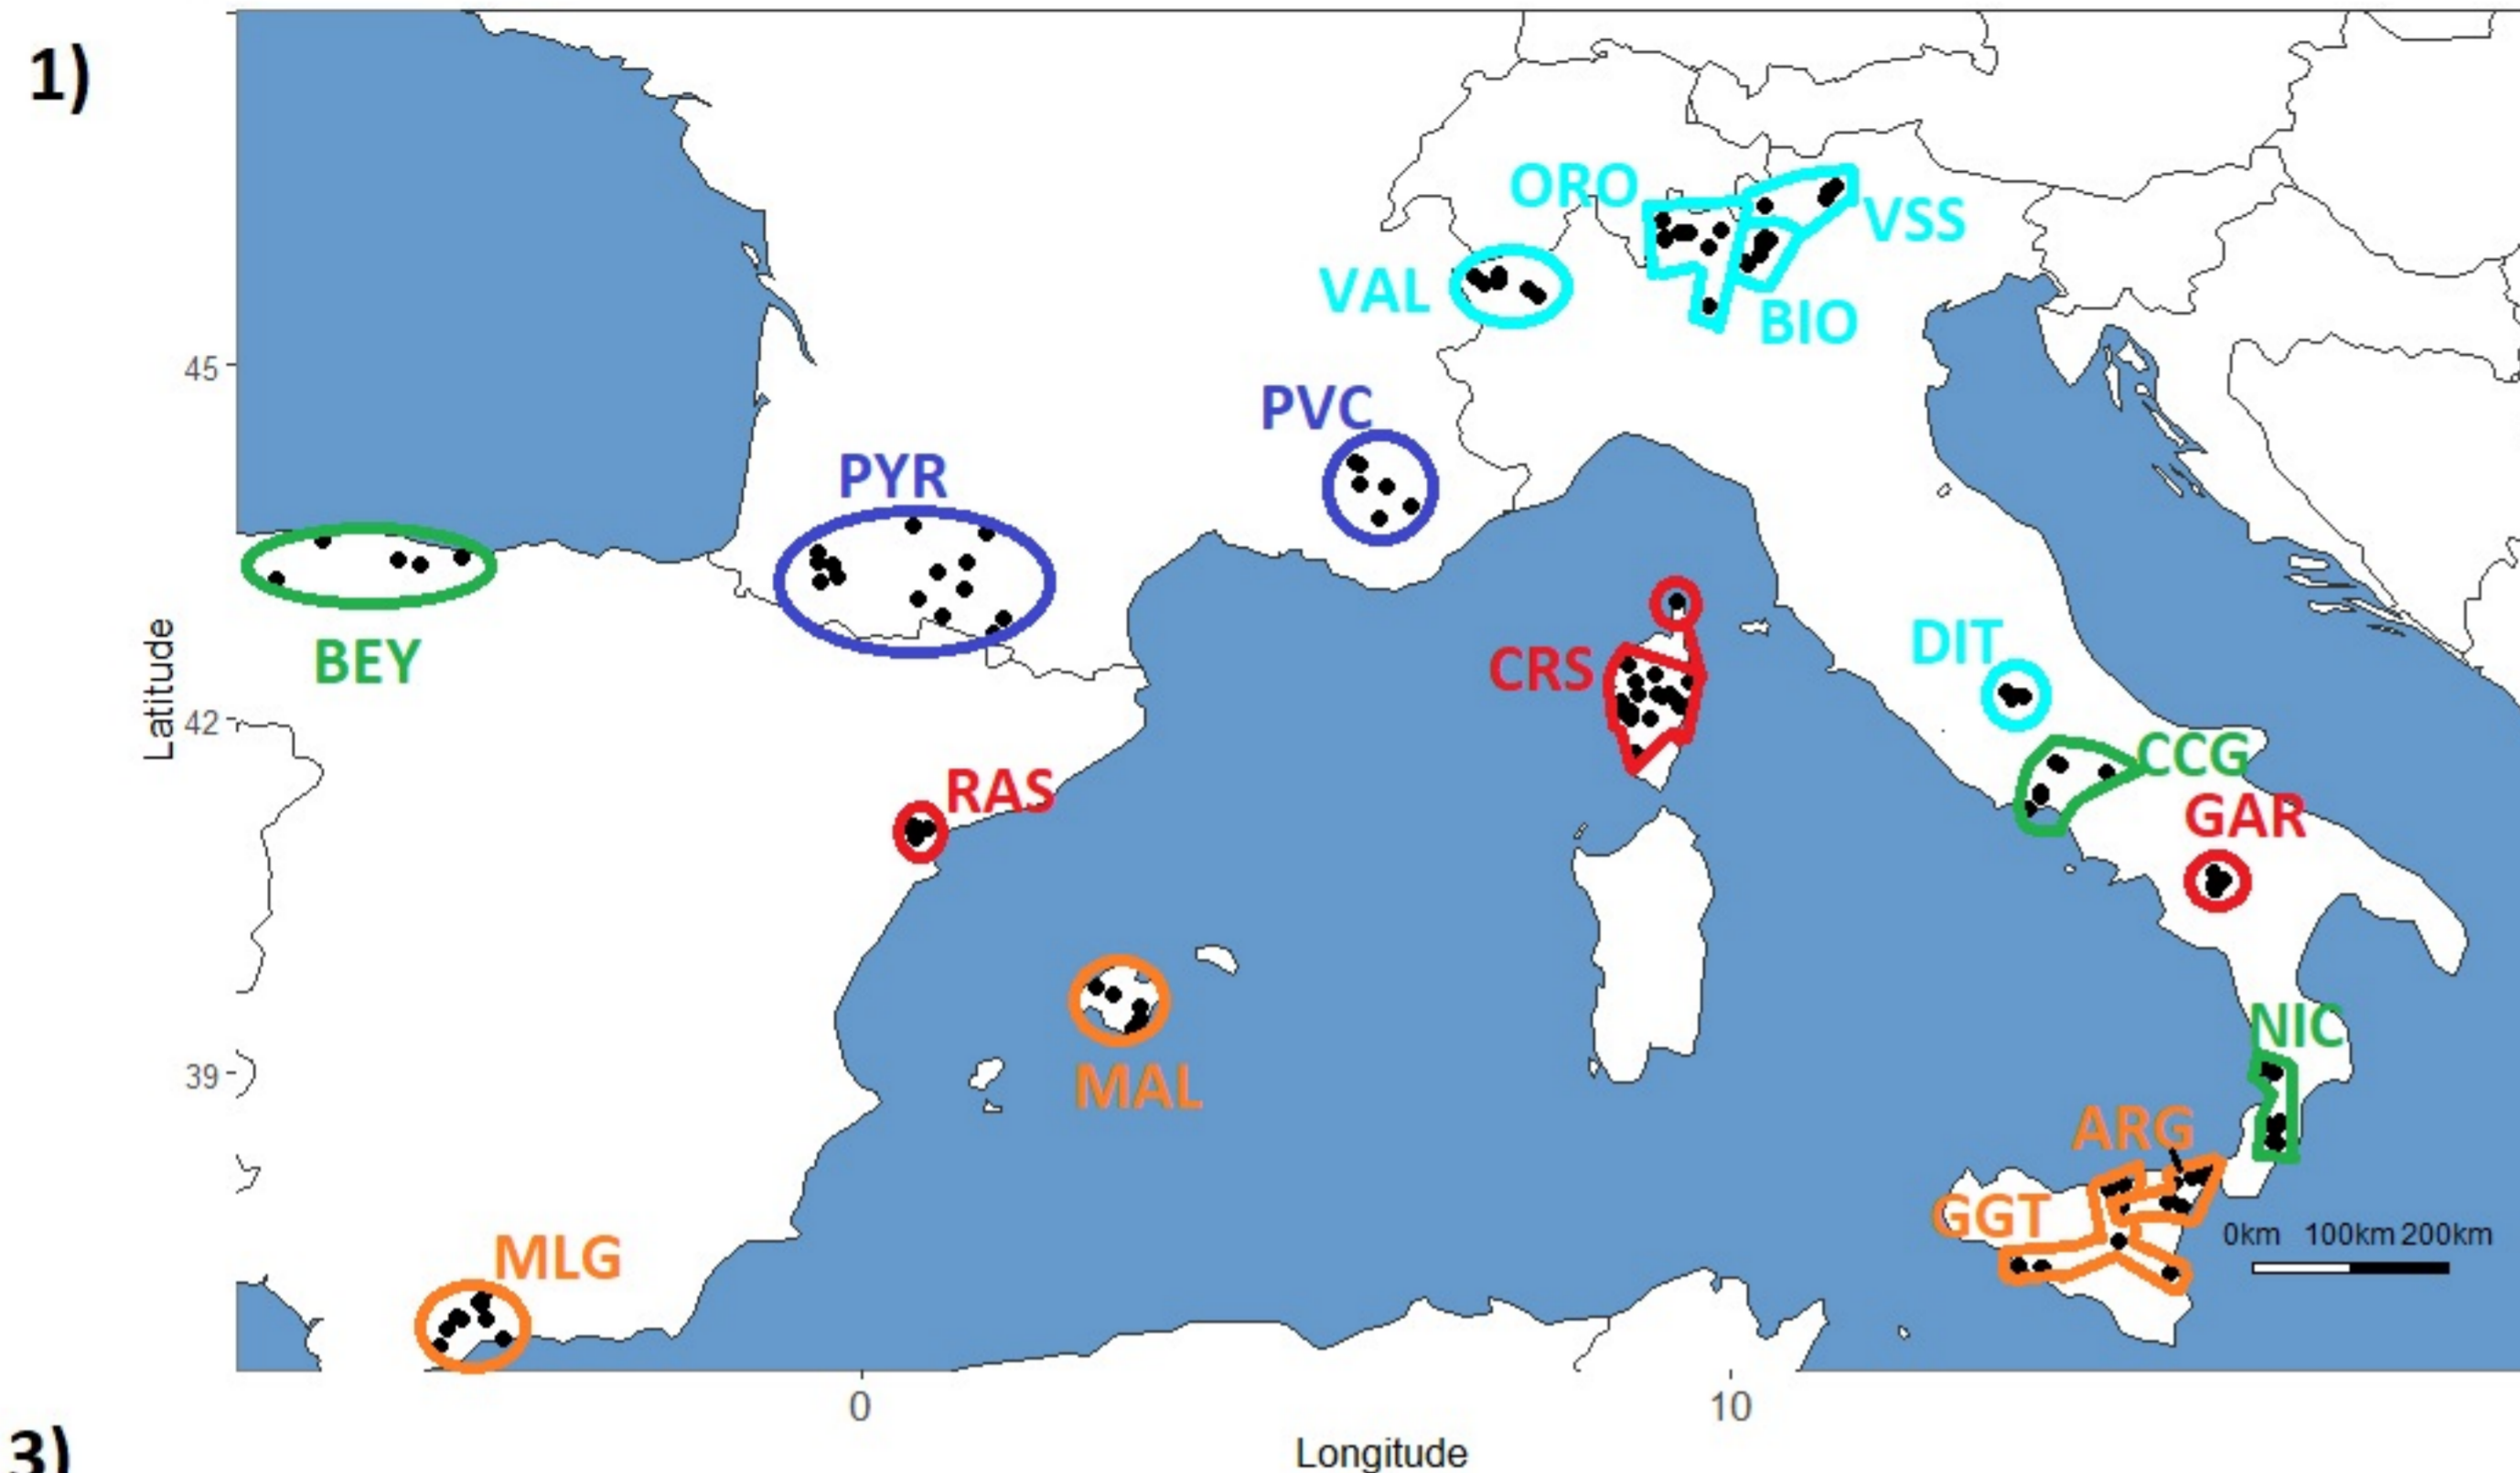 1)
ORO
VSS
VAL
BIO
45
PVC
PYR
BEY
DIT
CRS
Latitude
42
CCG
RAS
GAR
NIC
39
MAL
ARG
GGT
0km 100km 200km
MLG
0
10
3)
Longitude